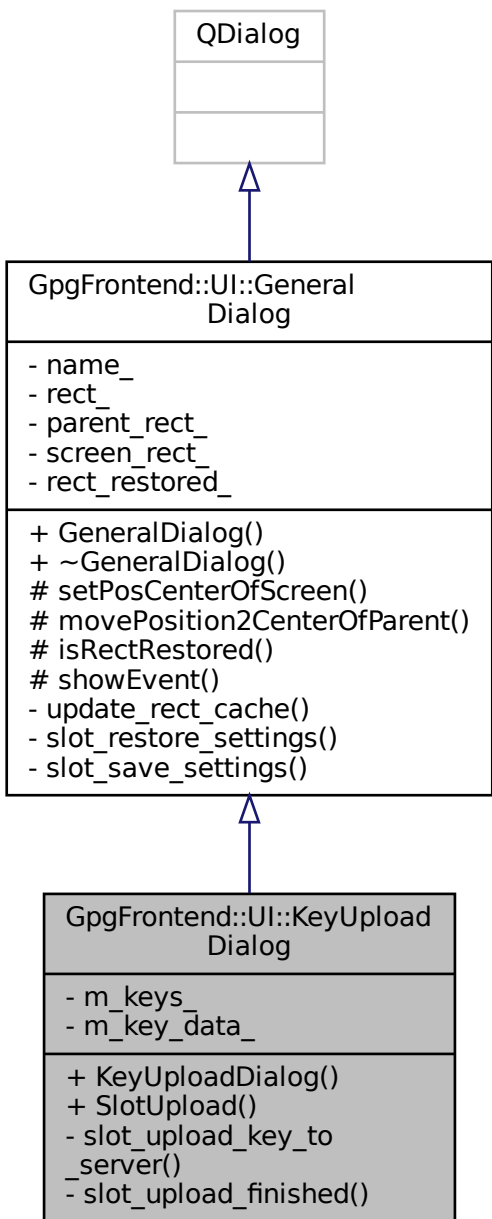 QDialog
GpgFrontend::UI::General
Dialog
- name_
- rect_
- parent_rect_
- screen_rect_
- rect_restored_
+ GeneralDialog()
+ ~GeneralDialog()
# setPosCenterOfScreen()
# movePosition2CenterOfParent()
# isRectRestored()
# showEvent()
- update_rect_cache()
- slot_restore_settings()
- slot_save_settings()
GpgFrontend::UI::KeyUpload
Dialog
- m_keys_
- m_key_data_
+ KeyUploadDialog()
+ SlotUpload()
- slot_upload_key_to
_server()
- slot_upload_finished()